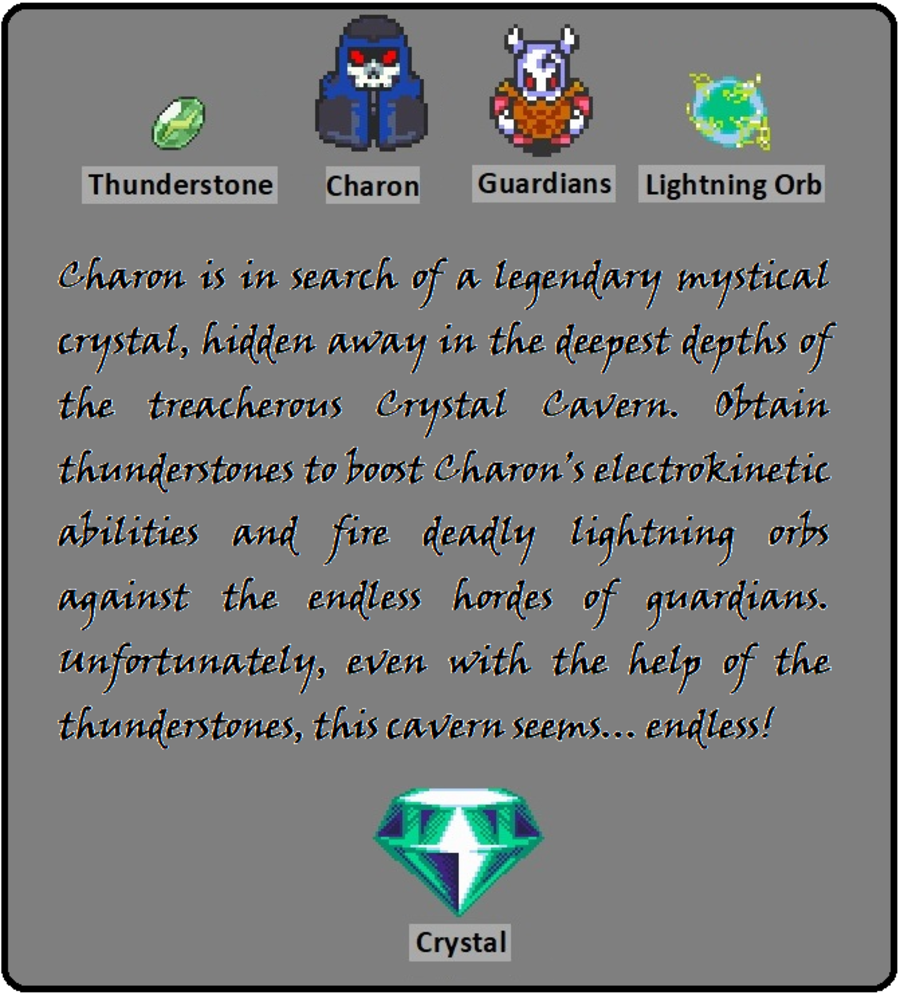 Thunderstone Charon Guardians Lightning Orb
Charon is in search of a legendary mystical
crystal, hidden away in the deepest depths of
the treacherous Crystal Cavern. Obtain
thunderstones to boost Charon's electrokinetic
abilities and fire deadly lightning orbs
against the endless hordes of guardians.
Unfortunately, even with the help of the
thunderstones, this cavern seems... endless!
Crystal